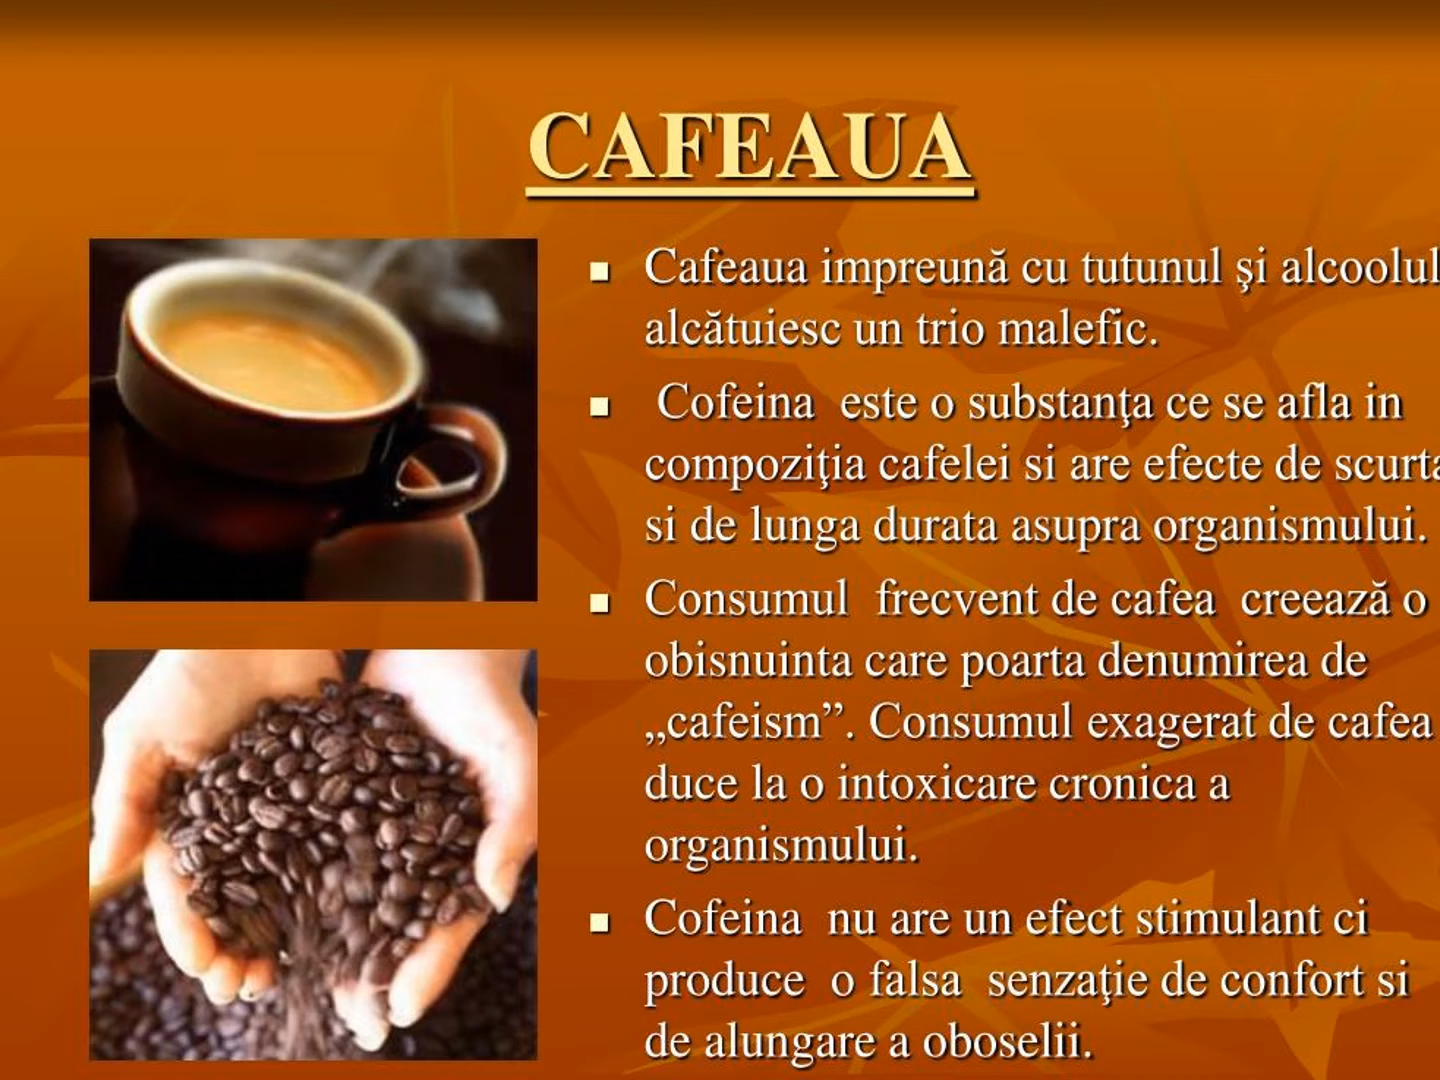 CAFEAUA
Cafeaua impreună cu tutunul şi alcoolul
alcătuiesc un trio malefic.
Cofeina este o substanţa ce se afla in
compoziţia cafelei si are efecte de scurta
si de lunga durata asupra organismului.
Consumul frecvent de cafea creează o
obisnuinta care poarta denumirea de
„cafeism”. Consumul exagerat de cafea
duce la o intoxicare cronica a
organismului.
Cofeina nu are un efect stimulant ci
produce o falsa senzaţie de confort si
de alungare a oboselii.